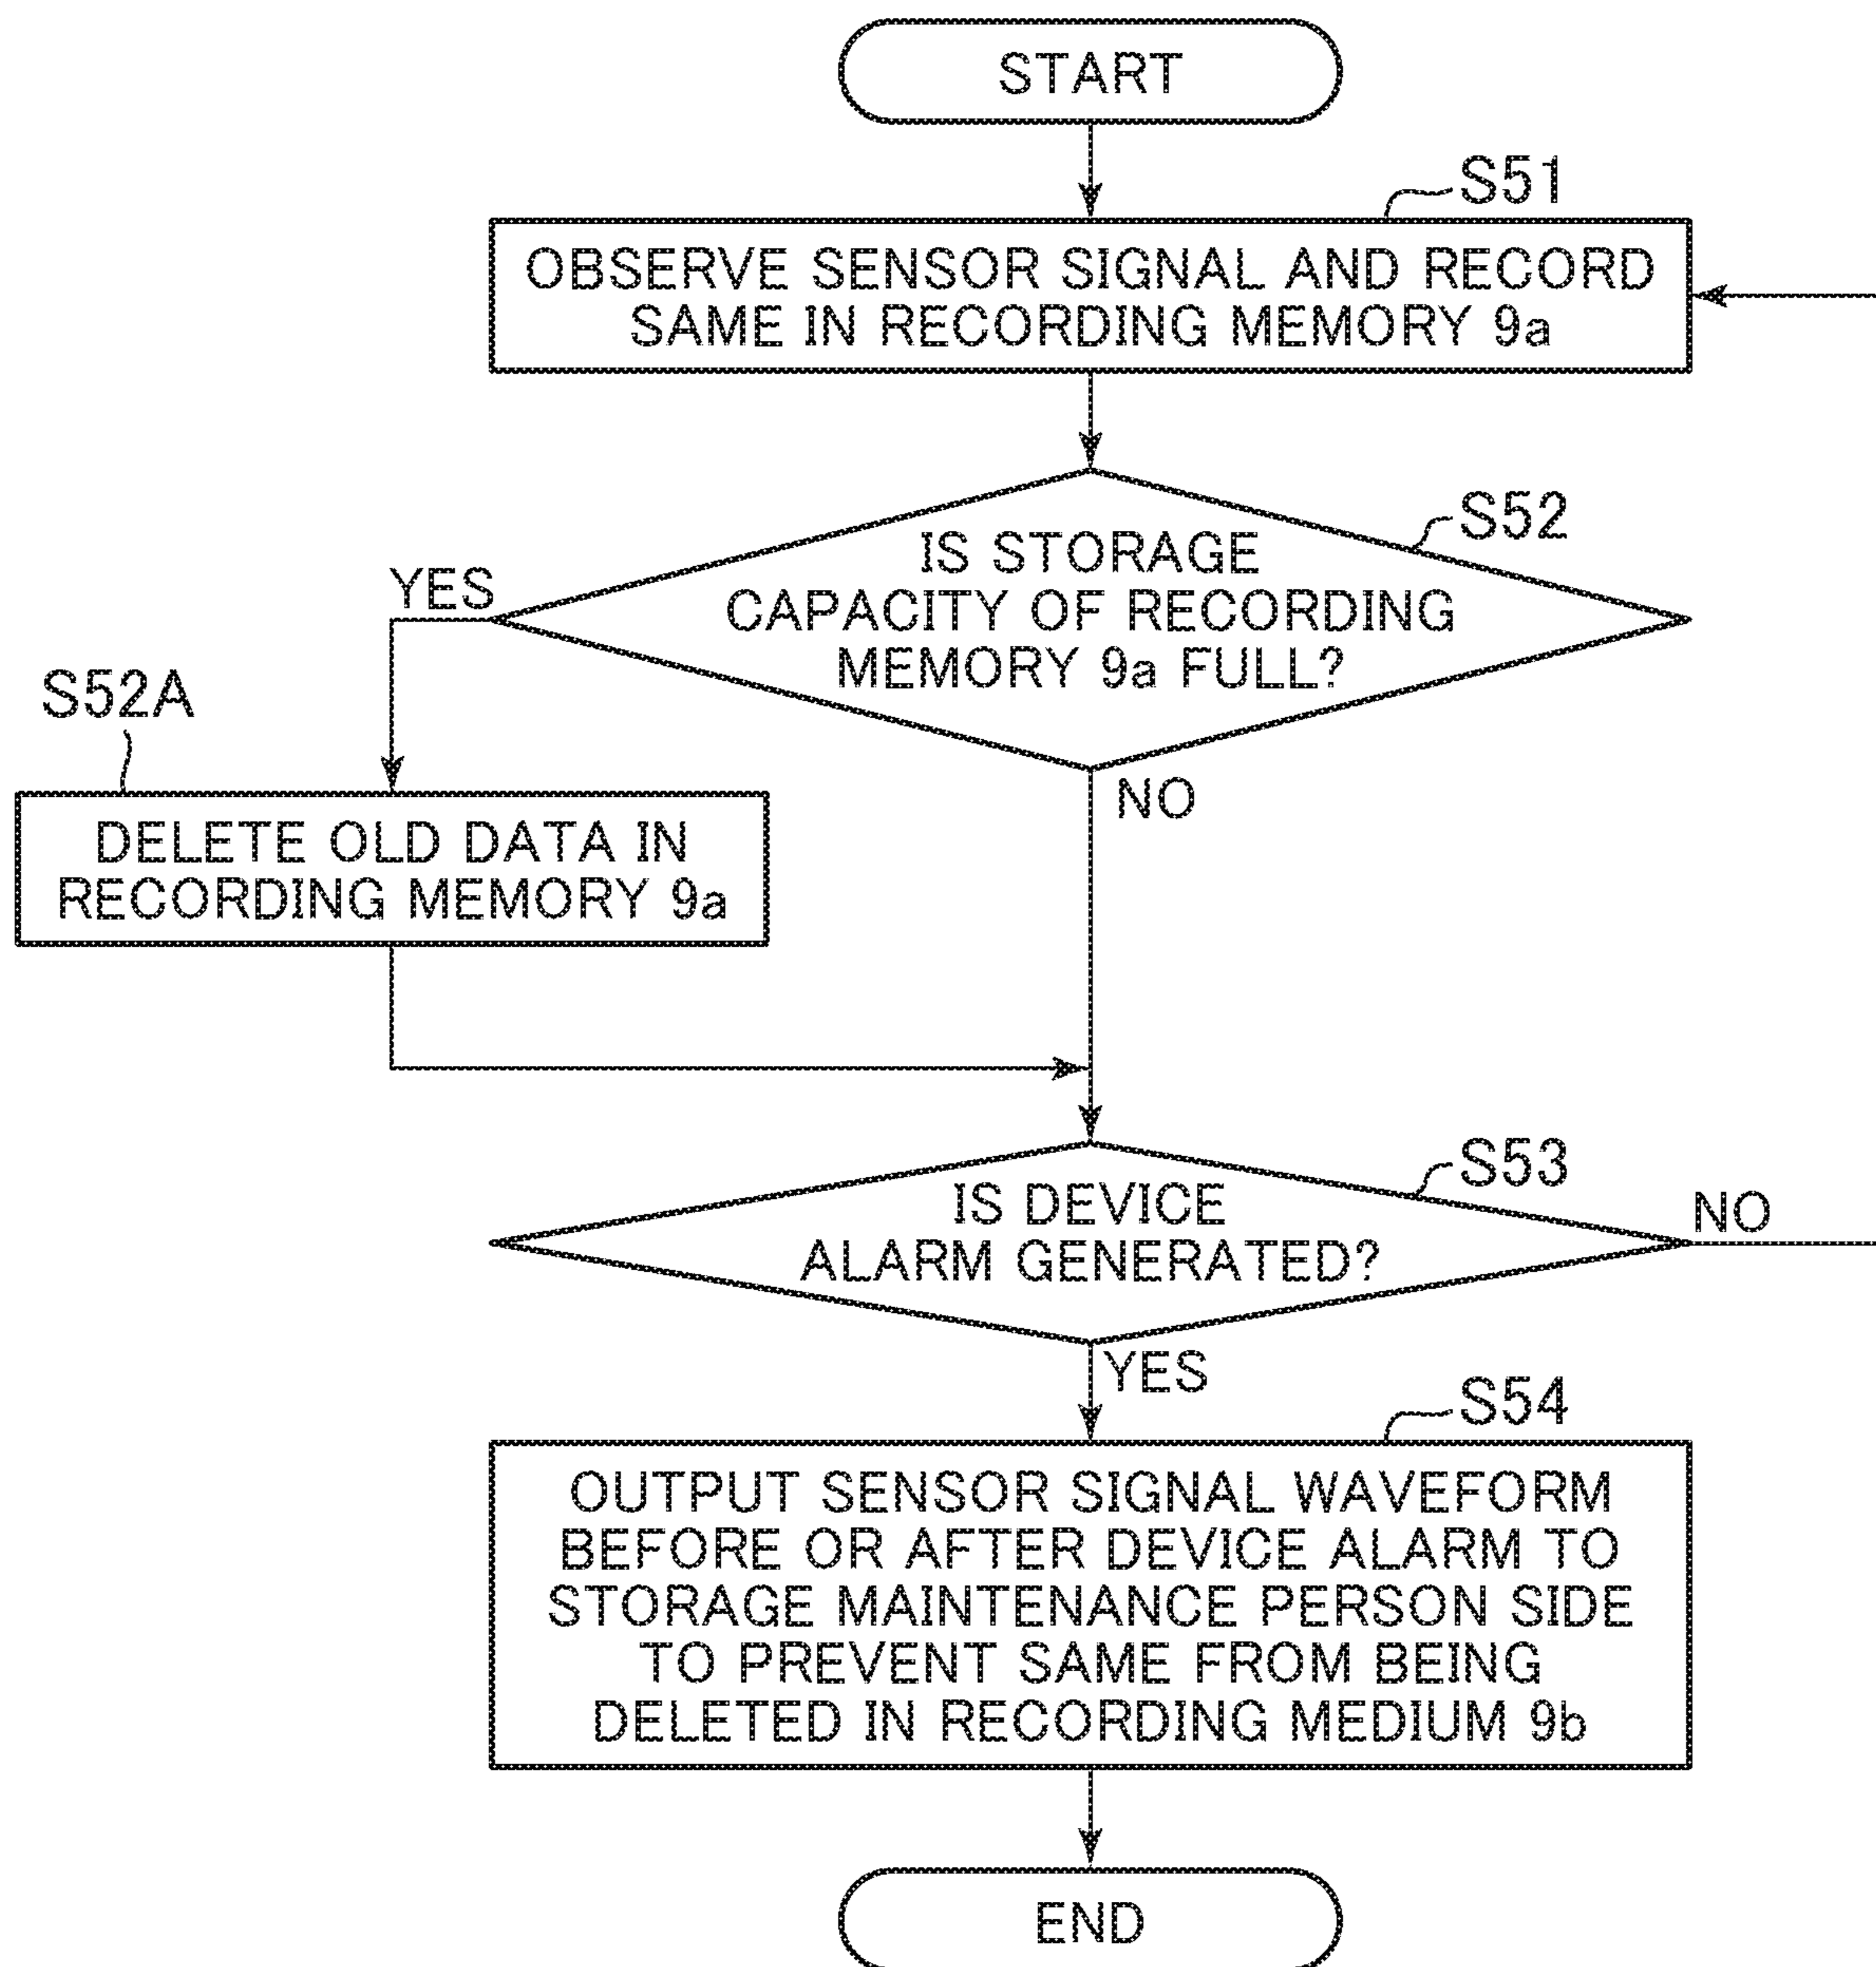 START
S51
OBSERVE SENSOR SIGNAL AND RECORD
SAME IN RECORDING MEMORY 9a
S52
IS STORAGE
CAPACITY OF RECORDING
MEMORY 9a FULL?
YES
NO
S52A
DELETE OLD DATA IN
RECORDING MEMORY 9a
S53
IS DEVICE
ALARM GENERATED?
NO
YES
S54
OUTPUT SENSOR SIGNAL WAVEFORM
BEFORE OR AFTER DEVICE ALARM TO
STORAGE MAINTENANCE PERSON SIDE
TO PREVENT SAME FROM BEING
DELETED IN RECORDING MEDIUM 9b
END